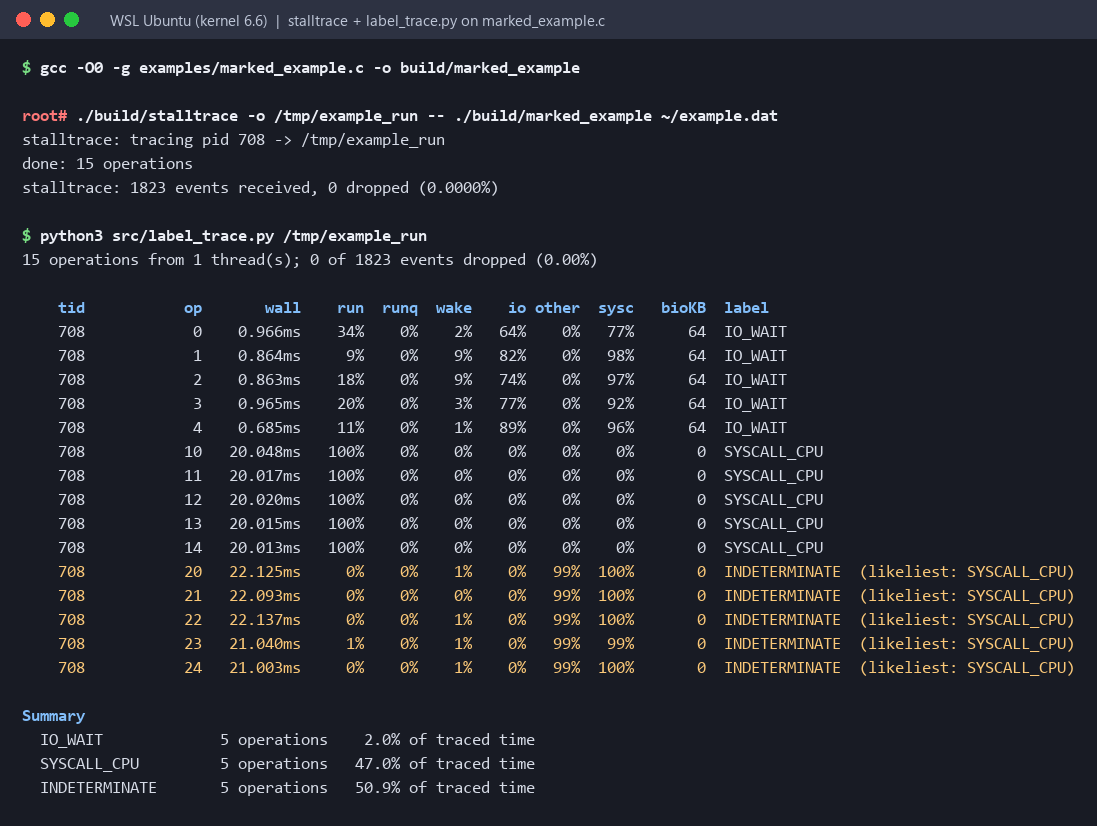 WSL Ubuntu (kernel 6.6) | stalltrace + label_trace.py on marked_example.c
$ gcc -O0 -g examples/marked_example.c -o build/marked_example
root# ./build/stalltrace -o /tmp/example_run -- ./build/marked_example ~/example.dat
stalltrace: tracing pid 708 -> /tmp/example_run
done: 15 operations
stalltrace: 1823 events received, 0 dropped (0.0000%)
$ python3 src/label_trace.py /tmp/example_run
15 operations from 1 thread(s); 0 of 1823 events dropped (0.00%)
tid op wall run runq wake io other sysc bioKB label
708 0 0.966ms 34% 0% 2% 64% 0% 77% 64 IO_WAIT
708 1 0.864ms 9% 0% 9% 82% 0% 98% 64 IO_WAIT
708 2 0.863ms 18% 0% 9% 74% 0% 97% 64 IO_WAIT
708 3 0.965ms 20% 0% 3% 77% 0% 92% 64 IO_WAIT
708 4 0.685ms 11% 0% 1% 89% 0% 96% 64 IO_WAIT
708 10 20.048ms 100% 0% 0% 0% 0% 0% 0 SYSCALL_CPU
708 11 20.017ms 100% 0% 0% 0% 0% 0% 0 SYSCALL_CPU
708 12 20.020ms 100% 0% 0% 0% 0% 0% 0 SYSCALL_CPU
708 13 20.015ms 100% 0% 0% 0% 0% 0% 0 SYSCALL_CPU
708 14 20.013ms 100% 0% 0% 0% 0% 0% 0 SYSCALL_CPU
708 20 22.125ms 0% 0% 1% 0% 99% 100% 0 INDETERMINATE (likeliest: SYSCALL_CPU)
708 21 22.093ms 0% 0% 0% 0% 99% 100% 0 INDETERMINATE (likeliest: SYSCALL_CPU)
708 22 22.137ms 0% 0% 1% 0% 99% 100% 0 INDETERMINATE (likeliest: SYSCALL_CPU)
708 23 21.040ms 1% 0% 1% 0% 99% 99% 0 INDETERMINATE (likeliest: SYSCALL_CPU)
708 24 21.003ms 0% 0% 1% 0% 99% 100% 0 INDETERMINATE (likeliest: SYSCALL_CPU)
Summary
IO_WAIT 5 operations 2.0% of traced time
SYSCALL_CPU 5 operations 47.0% of traced time
INDETERMINATE 5 operations 50.9% of traced time